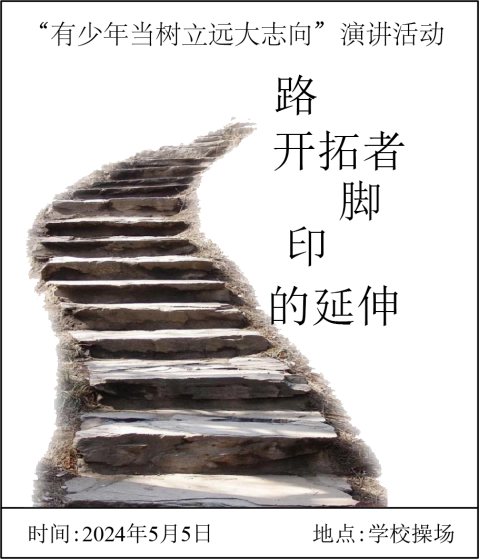 “有少年当树立远大志向”演讲活动
路
开拓者
脚
印
的延伸
时间:2024年5月5日
地点:学校操场